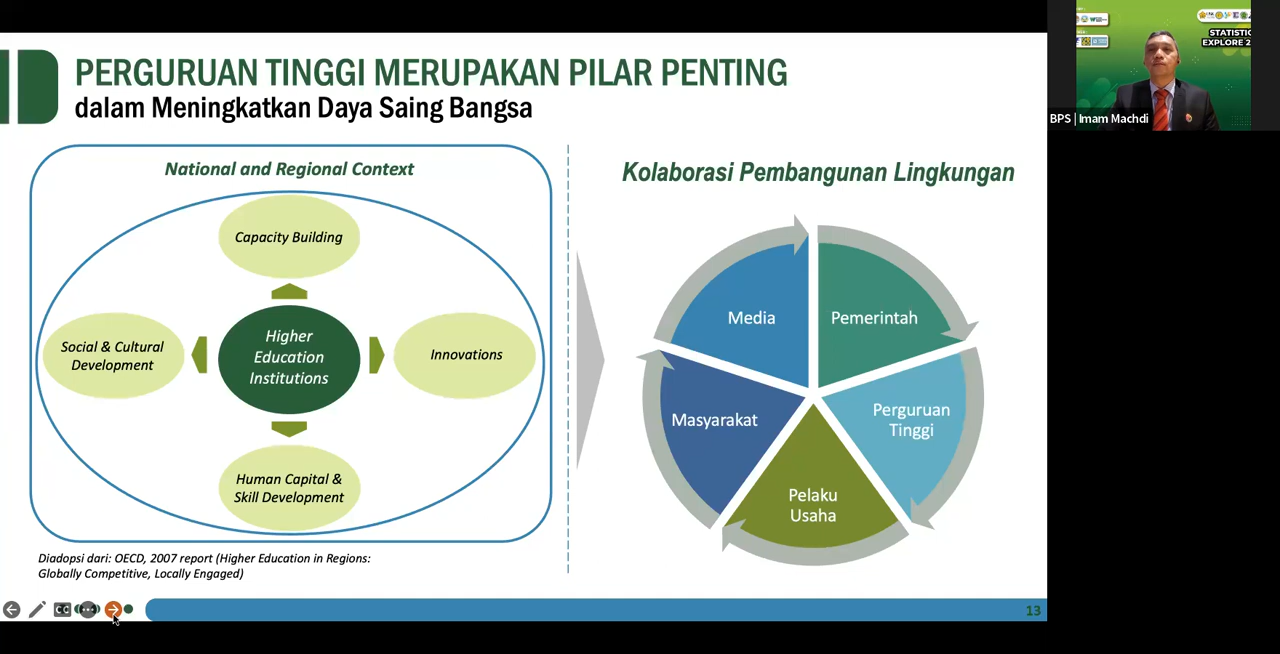 PERGURUAN TINGGI MERUPAKAN PILAR PENTING
dalam Meningkatkan Daya Saing Bangsa
National and Regional Context
Capacity Building
Social & Cultural
Development
Higher
Education
Institutions
Innovations
Human Capital &
Skill Development
Diadopsi dari: OECD, 2007 report (Higher Education in Regions:
Globally Competitive, Locally Engaged)
Kolaborasi Pembangunan Lingkungan
Media
Pemerintah
Masyarakat
Perguruan
Tinggi
Pelaku
Usaha
CC
13
STATISTIC
EXPLORE 2
BPS | Imam Machdi